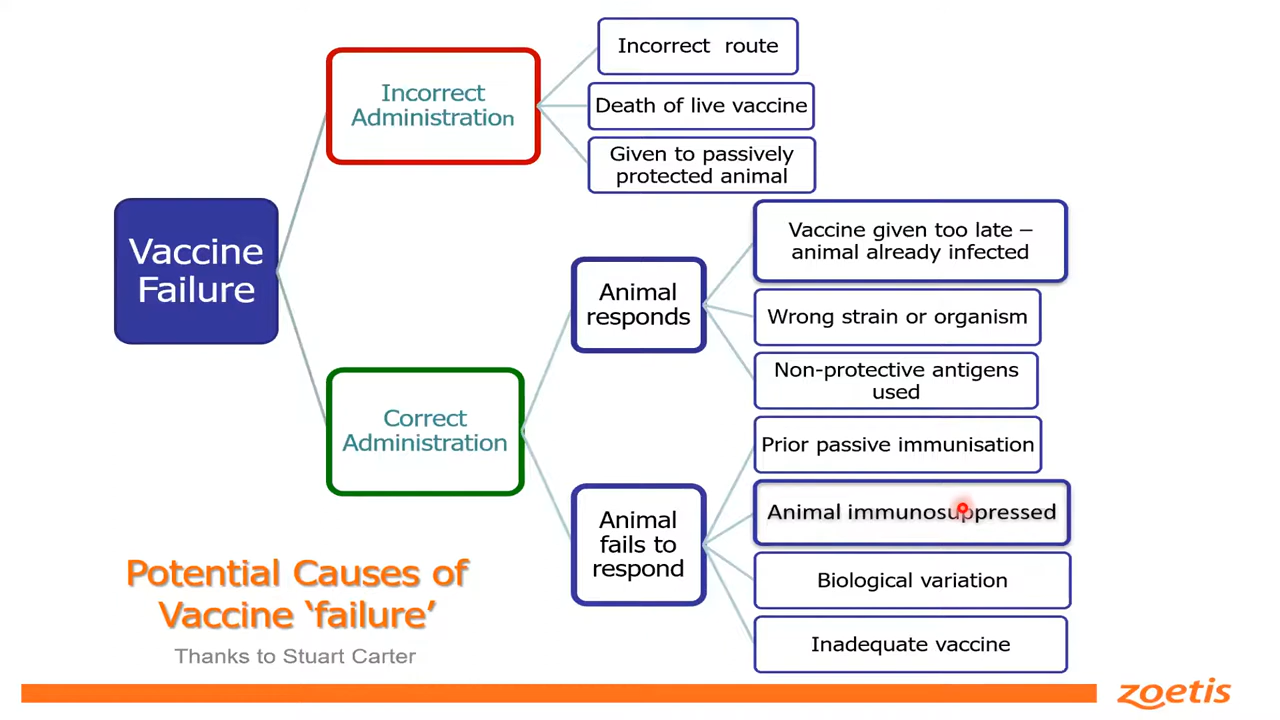 Vaccine
Failure
Incorrect
Administration
Incorrect route
Death of live vaccine
Given to passively
protected animal
Correct
Administration
Animal
responds
Vaccine given too late –
animal already infected
Wrong strain or organism
Non-protective antigens
used
Animal
fails to
respond
Prior passive immunisation
Animal immunosuppressed
Biological variation
Inadequate vaccine
Potential Causes of
Vaccine ‘failure’
Thanks to Stuart Carter
zoetis